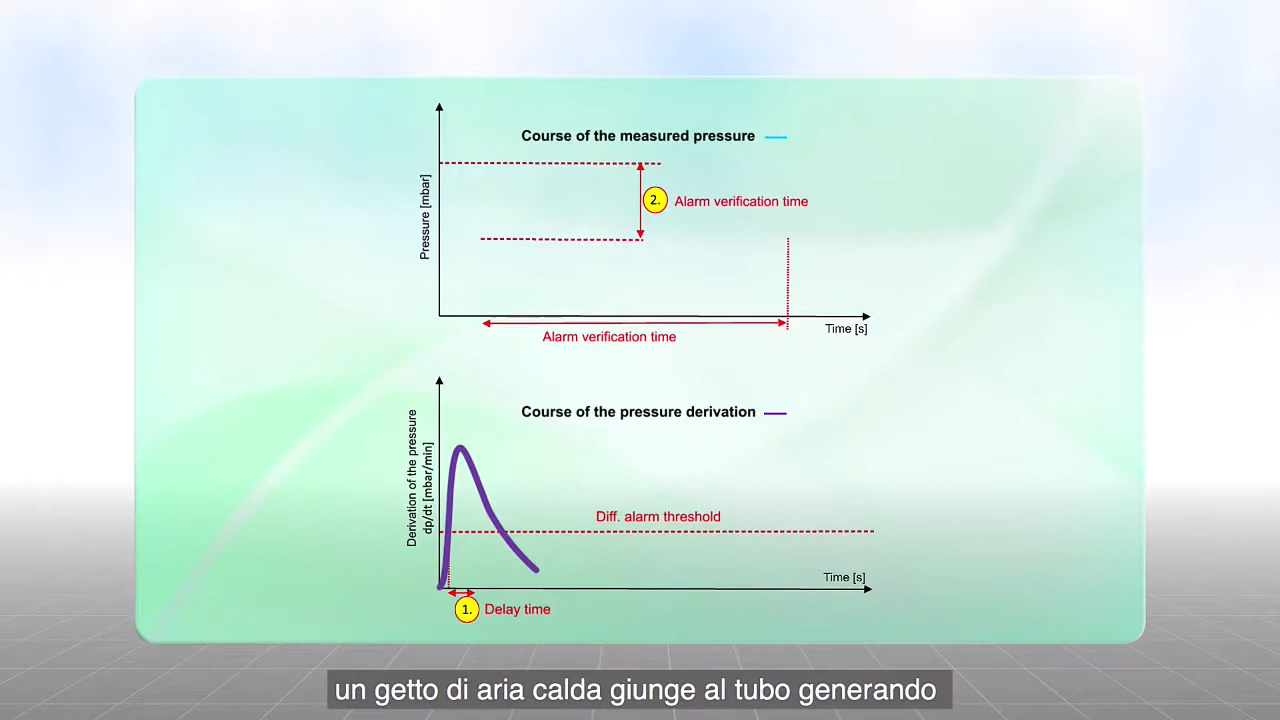 Course of the measured pressure
Pressure [mbar]
2.
Alarm verification time
Time [s]
Alarm verification time
Course of the pressure derivation
Derivation of the pressure
dp/dt [mbar/min]
Diff. alarm threshold
Time [s]
1.
Delay time
un getto di aria calda giunge al tubo generando